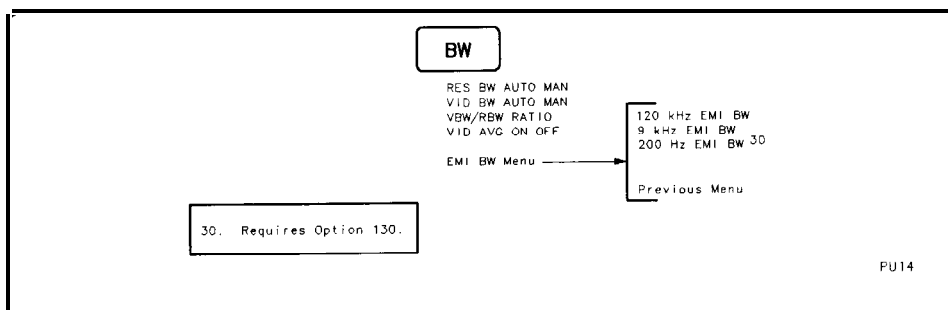 BW
RES BW AUTO MAN
VID BW AUTO MAN
VBW/RBW RATIO
VID AVG ON OFF
EMI BW Menu
120 kHz EMI BW
9 kHz EMI BW
200 Hz EMI BW 30
Previous Menu
30. Requires Option 130.
PU14